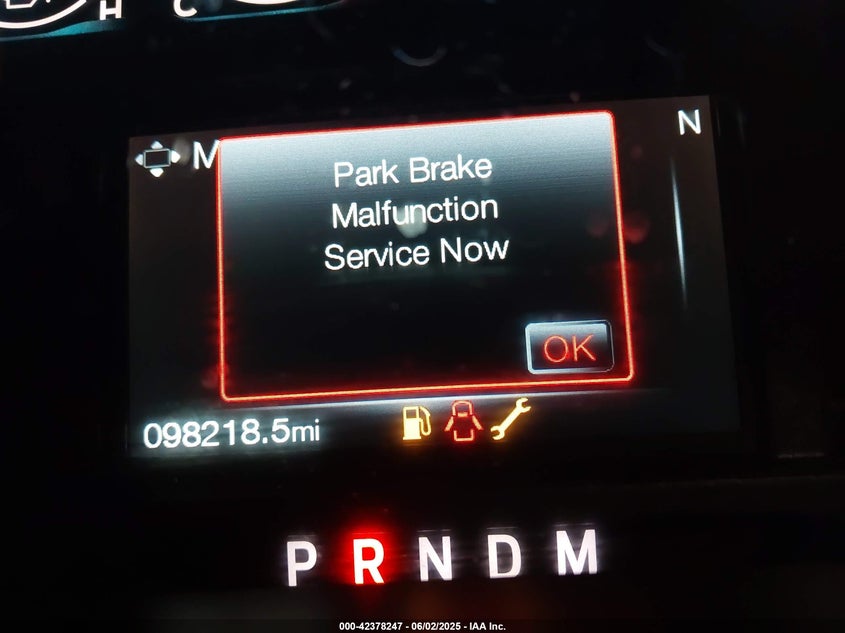 H C
M N
Park Brake
Malfunction
Service Now
OK
098218.5mi
P R N D M
000-42378247 - 06/02/2025 - IAA Inc.